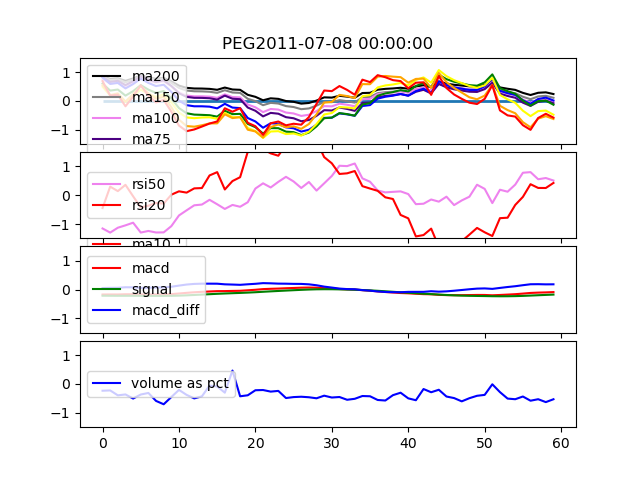 PEG2011-07-08 00:00:00
1
0
−1
ma200
ma150
ma100
ma75
1
0
−1
rsi50
rsi20
ma10
1
0
−1
macd
signal
macd_diff
1
0
−1
volume as pct
0 10 20 30 40 50 60